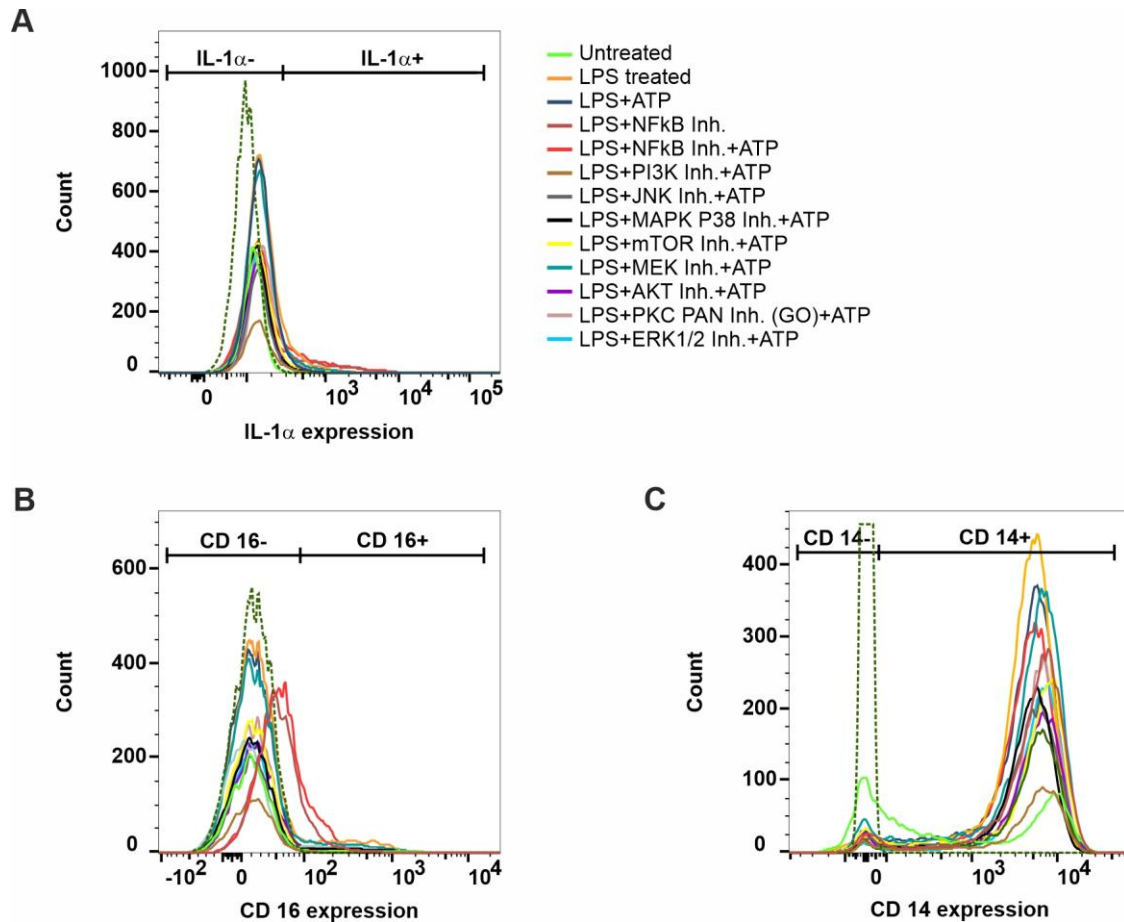 A
IL-1α-
IL-1α+
1000
800
600
400
200
0
Count
0
10³
10⁴
10⁵
IL-1α expression
Untreated
LPS treated
LPS+ATP
LPS+NFkB Inh.
LPS+NFkB Inh.+ATP
LPS+PI3K Inh.+ATP
LPS+JNK Inh.+ATP
LPS+MAPK P38 Inh.+ATP
LPS+mTOR Inh.+ATP
LPS+MEK Inh.+ATP
LPS+AKT Inh.+ATP
LPS+PKC PAN Inh. (GO)+ATP
LPS+ERK1/2 Inh.+ATP
B
CD 16-
CD 16+
600
400
200
0
Count
-10²
0
10²
10⁴
CD 16 expression
C
CD 14-
CD 14+
400
300
200
100
0
Count
0
10³
10⁴
CD 14 expression